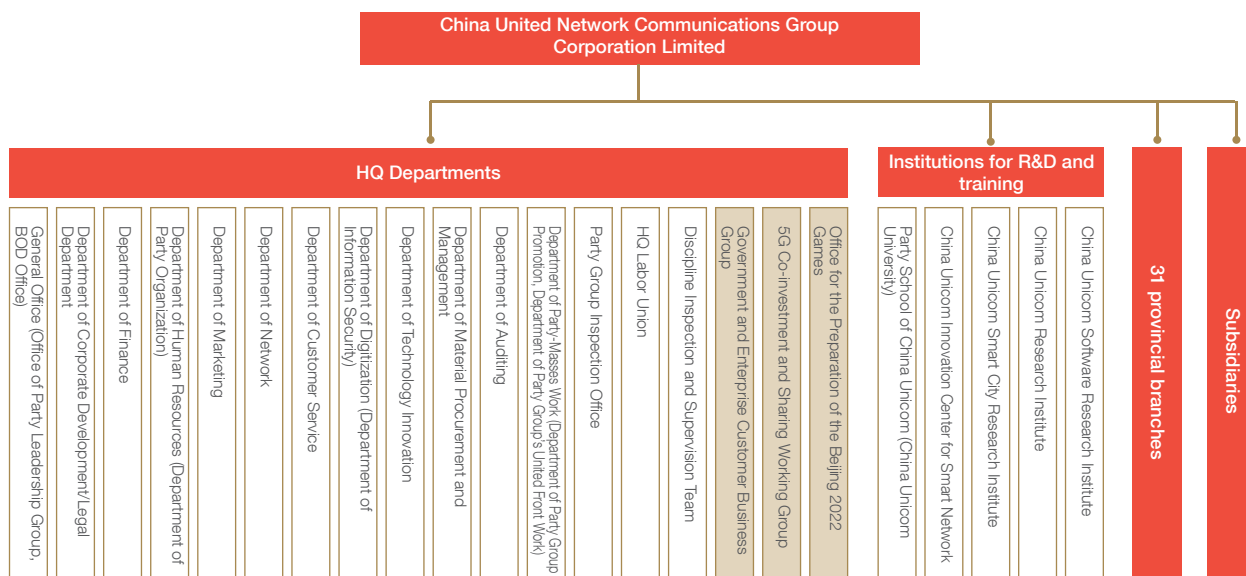 China United Network Communications Group
Corporation Limited
HQ Departments
Institutions for R&D and
training
31 provincial branches
Subsidiaries
General Office (Office of Party Leadership Group,
BOD Office)
Department of Corporate Development/Legal
Department
Department of Finance
Department of Human Resources (Department of
Party Organization)
Department of Marketing
Department of Network
Department of Customer Service
Department of Digitization (Department of
Information Security)
Department of Technology Innovation
Department of Material Procurement and
Management
Department of Auditing
Department of Party-Masses Work (Department of Party Group
Promotion, Department of Party Group's United Front Work)
Party Group Inspection Office
HQ Labor Union
Discipline Inspection and Supervision Team
Government and Enterprise Customer Business
Group
5G Co-investment and Sharing Working Group
Office for the Preparation of the Beijing 2022
Games
Party School of China Unicom (China Unicom
University)
China Unicom Innovation Center for Smart Network
China Unicom Smart City Research Institute
China Unicom Research Institute
China Unicom Software Research Institute